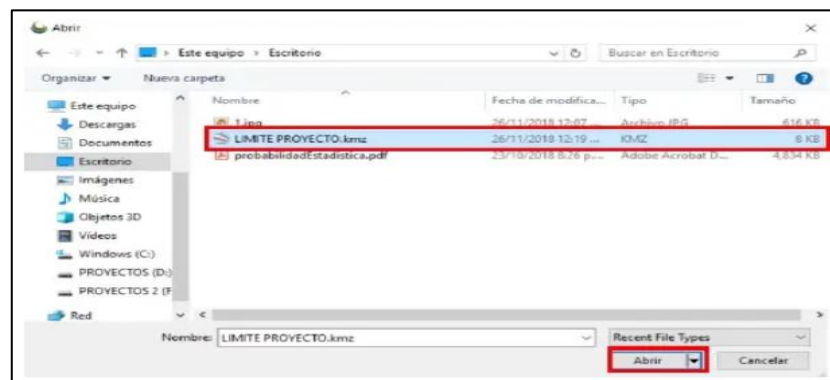 Abrir
Este equipo > Escritorio
Buscar en Escritorio
Organizar
Nueva carpeta
Nombre
Fecha de modifica...
Tipo
Tamaño
Este equipo
Descargas
Documentos
Escritorio
Imágenes
Música
Objetos 3D
Vídeos
Windows (C:)
PROYECTOS (D:)
PROYECTOS 2 (F
Red
1.jpg 26/11/2018 12:07 ... Archivo JPG 616 KB
LIMITE PROYECTO.kmz 26/11/2018 12:19 ... KMZ 8 KB
probabilidadEstadistica.pdf 23/10/2018 8:26 p.... Adobe Acrobat D... 4,834 KB
Nombre: LIMITE PROYECTO.kmz
Recent File Types
Abrir
Cancelar